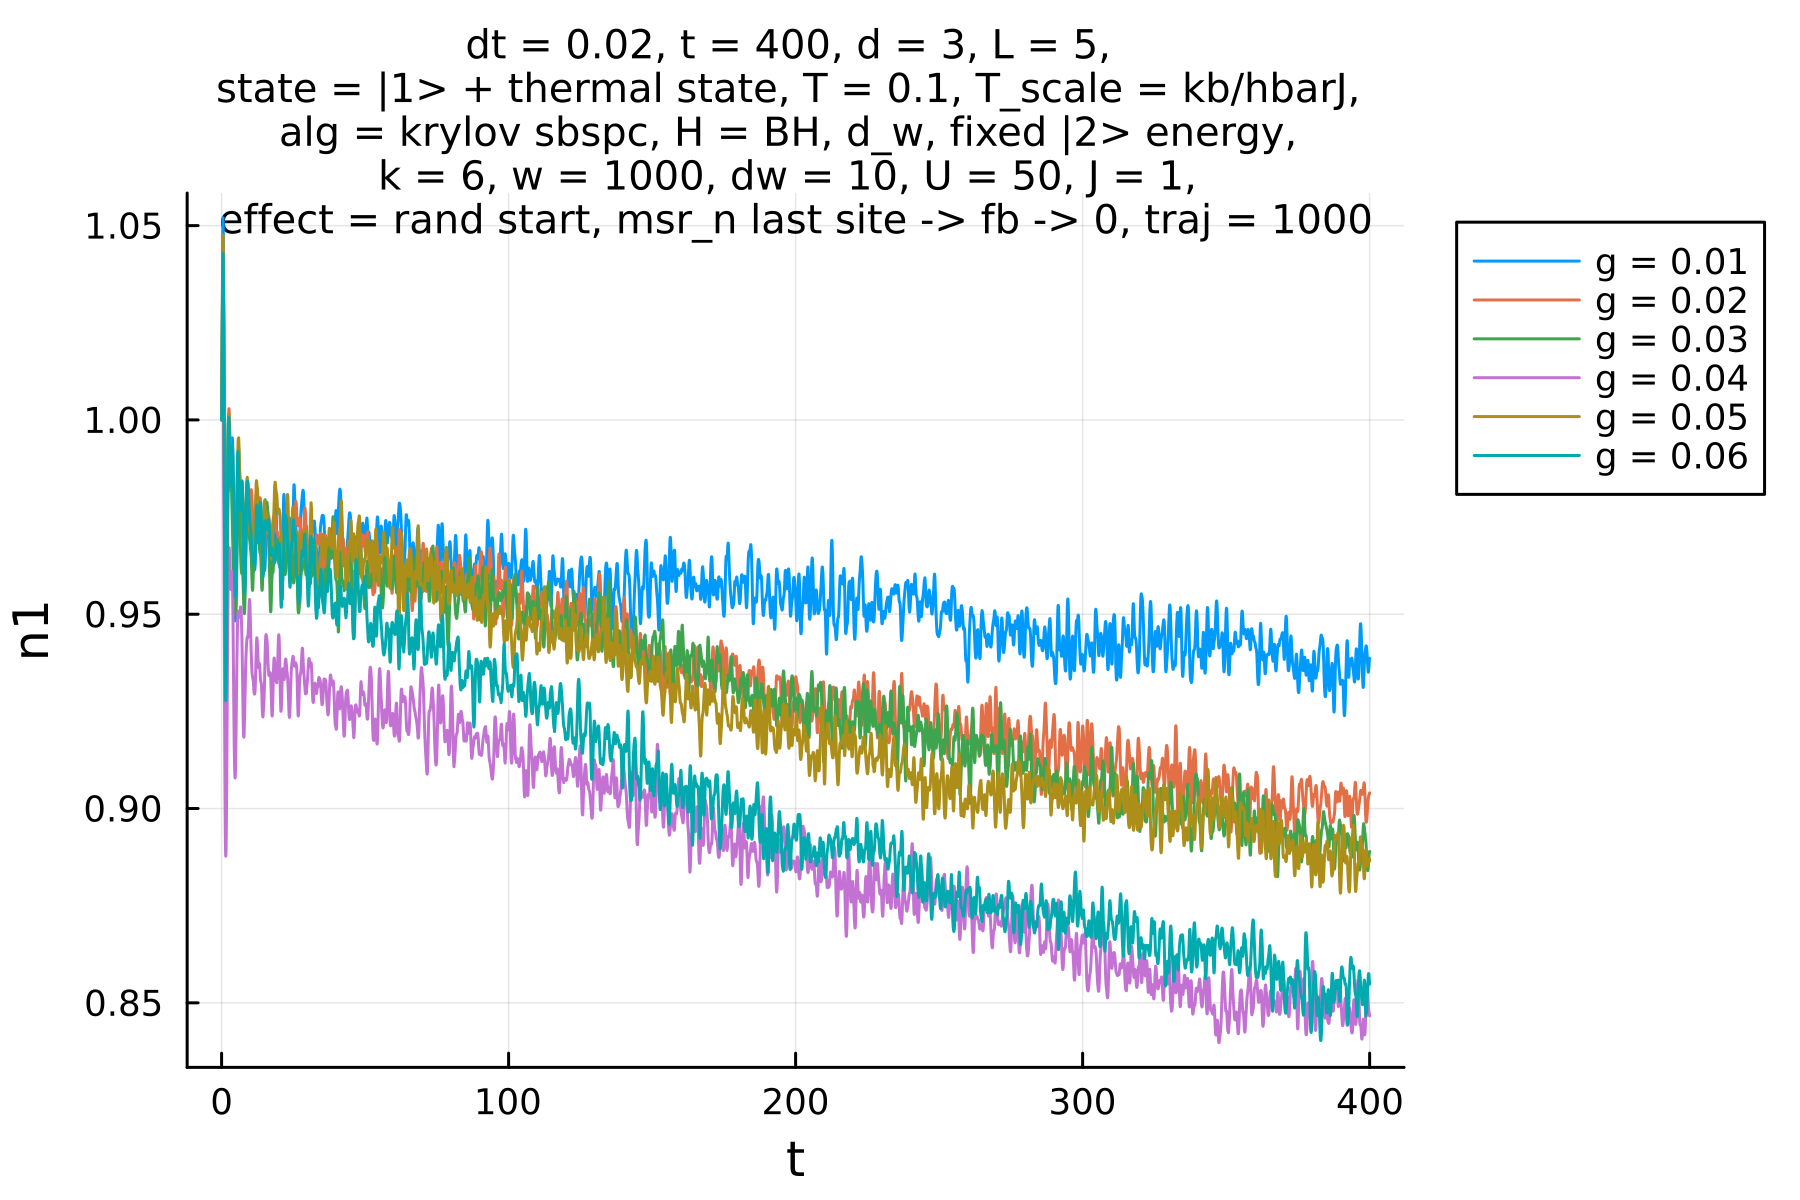 dt = 0.02, t = 400, d = 3, L = 5,
state = |1> + thermal state, T = 0.1, T_scale = kb/hbarJ,
alg = krylov sbspc, H = BH, d_w, fixed |2> energy,
k = 6, w = 1000, dw = 10, U = 50, J = 1,
effect = rand start, msr_n last site -> fb -> 0, traj = 1000
1.05
1.00
0.95
0.90
0.85
n1
0
100
200
300
400
t
g = 0.01
g = 0.02
g = 0.03
g = 0.04
g = 0.05
g = 0.06